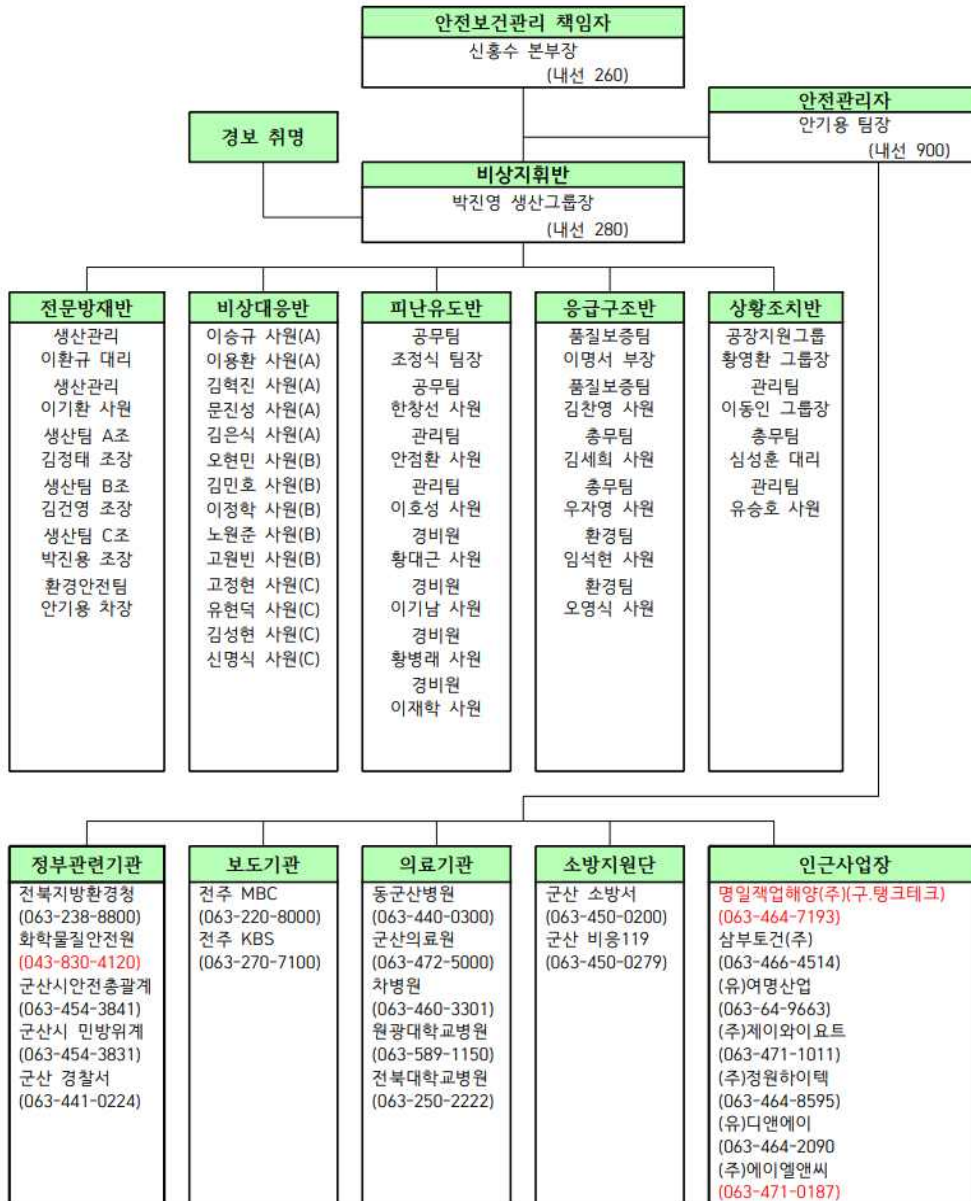 안전보건관리 책임자
신홍수 본부장
(내선 260)
안전관리자
안기용 팀장
(내선 900)
경보 취명
비상지휘반
박진영 생산그룹장
(내선 280)
전문방재반
생산관리
이환규 대리
생산관리
이기환 사원
생산팀 A조
김정태 조장
생산팀 B조
김건영 조장
생산팀 C조
박진용 조장
환경안전팀
안기용 차장
비상대응반
이승규 사원(A)
이용환 사원(A)
김혁진 사원(A)
문진성 사원(A)
김은식 사원(A)
오현민 사원(B)
김민호 사원(B)
이정학 사원(B)
노원준 사원(B)
고원빈 사원(B)
고정현 사원(C)
유현덕 사원(C)
김성현 사원(C)
신명식 사원(C)
피난유도반
공무팀
조정식 팀장
공무팀
한창선 사원
관리팀
안점환 사원
관리팀
이호성 사원
경비원
황대근 사원
경비원
이기남 사원
경비원
황병래 사원
경비원
이재학 사원
응급구조반
품질보증팀
이명서 부장
품질보증팀
김찬영 사원
총무팀
김세희 사원
총무팀
우자영 사원
환경팀
임석현 사원
환경팀
오영식 사원
상황조치반
공장지원그룹
황영환 그룹장
관리팀
이동인 그룹장
총무팀
심성훈 대리
관리팀
유승호 사원
정부관련기관
전북지방환경청
(063-238-8800)
화학물질안전원
(043-830-4120)
군산시안전총괄계
(063-454-3841)
군산시 민방위계
(063-454-3831)
군산 경찰서
(063-441-0224)
보도기관
전주 MBC
(063-220-8000)
전주 KBS
(063-270-7100)
의료기관
동군산병원
(063-440-0300)
군산의료원
(063-472-5000)
차병원
(063-460-3301)
원광대학교병원
(063-589-1150)
전북대학교병원
(063-250-2222)
소방지원단
군산 소방서
(063-450-0200)
군산 비응119
(063-450-0279)
인근사업장
명일잭업해양(주)(구.탱크테크)
(063-464-7193)
삼부토건(주)
(063-466-4514)
(유)여명산업
(063-64-9663)
(주)제이와이요트
(063-471-1011)
(주)정원하이텍
(063-464-8595)
(유)디앤에이
(063-464-2090
(주)에이엘앤씨
(063-471-0187)